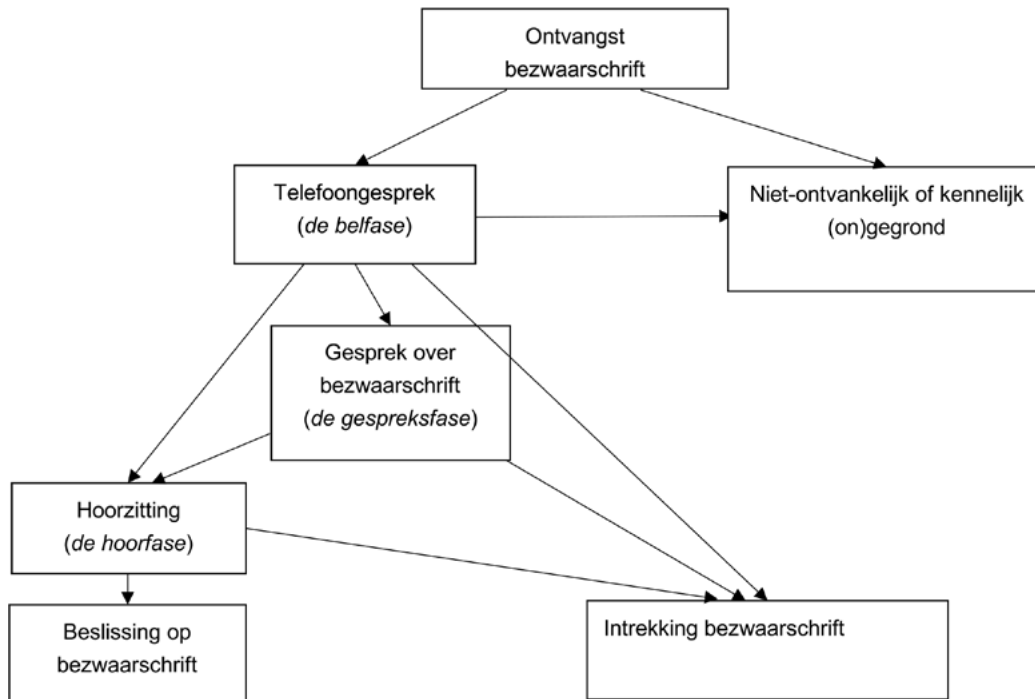 Ontvangst
bezwaarschrift
Telefoongesprek
(de belfase)
Niet-ontvankelijk of kennelijk
(on)gegrond
Gesprek over
bezwaarschrift
(de gespreksfase)
Hoorzitting
(de hoorfase)
Beslissing op
bezwaarschrift
Intrekking bezwaarschrift